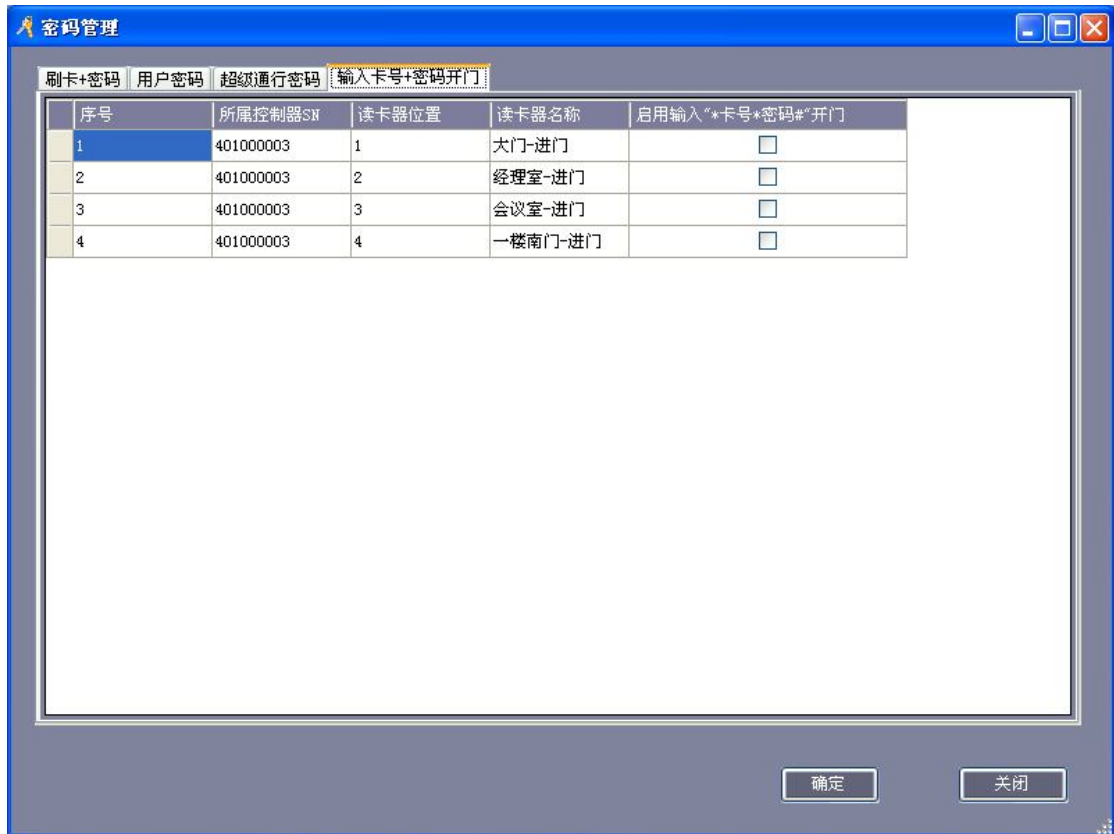 密码管理
刷卡+密码 用户密码 超级通行密码 输入卡号+密码开门
序号 所属控制器SN 读卡器位置 读卡器名称 启用输入"*卡号*密码#"开门
1 401000003 1 大门-进门
2 401000003 2 经理室-进门
3 401000003 3 会议室-进门
4 401000003 4 一楼南门-进门
确定 关闭